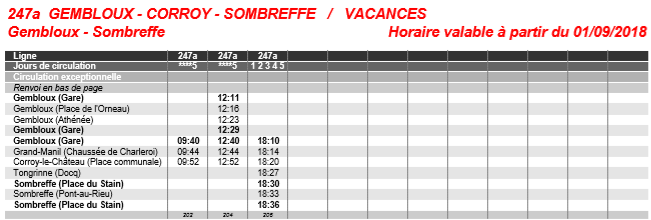 247a GEMBLOUX - CORROY - SOMBREFFE / VACANCES
Gembloux - Sombreffe Horaire valable à partir du 01/09/2018
Ligne 247a 247a 247a
Jours de circulation ****5 ****5 1 2 3 4 5
Circulation exceptionnelle
Renvoi en bas de page
Gembloux (Gare) 12:11
Gembloux (Place de l'Orneau) 12:16
Gembloux (Athénée) 12:23
Gembloux (Gare) 12:29
Gembloux (Gare) 09:40 12:40 18:10
Grand-Manil (Chaussée de Charleroi) 09:44 12:44 18:14
Corroy-le-Château (Place communale) 09:52 12:52 18:20
Tongrinne (Docq) 18:27
Sombreffe (Place du Stain) 18:30
Sombreffe (Pont-au-Rieu) 18:33
Sombreffe (Place du Stain) 18:36
202 204 205